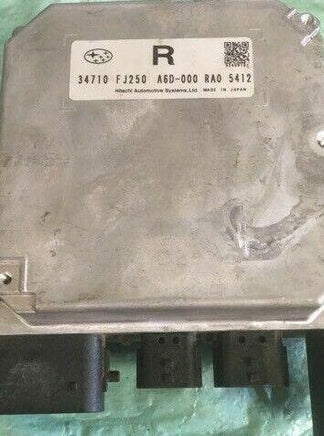 R
34710 FJ250 A6D-000 RA0 5412
Hitachi Automotive Systems,Ltd. MADE IN JAPAN